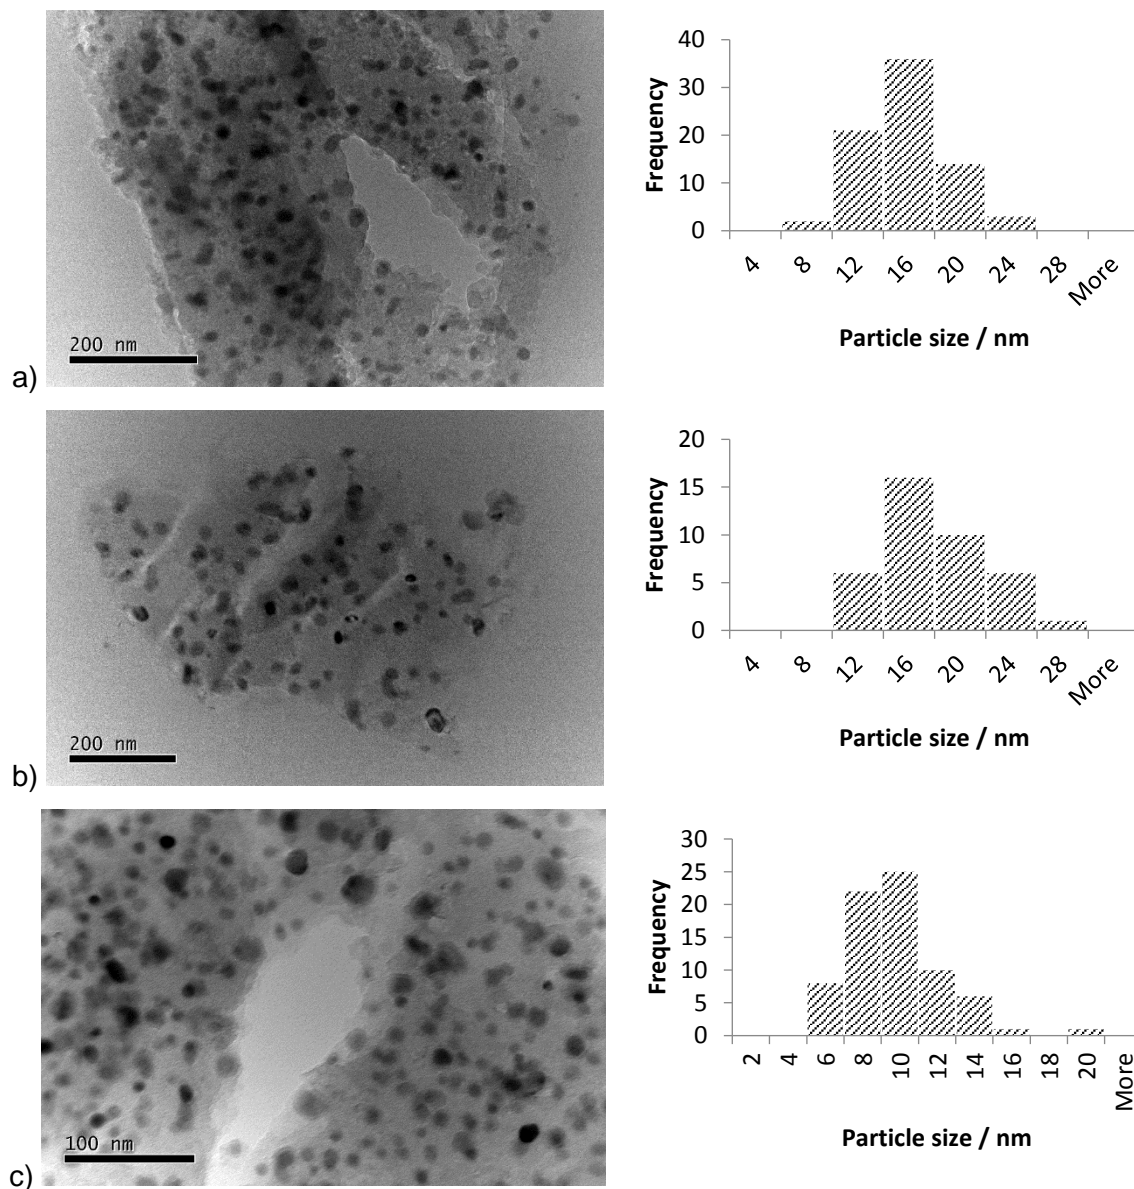 40
30
20
10
0
Frequency
4 8 12 16 20 24 28 More
Particle size / nm
200 nm
a)
20
15
10
5
0
Frequency
4 8 12 16 20 24 28 More
Particle size / nm
200 nm
b)
30
25
20
15
10
5
0
Frequency
2 4 6 8 10 12 14 16 18 20 More
Particle size / nm
100 nm
c)